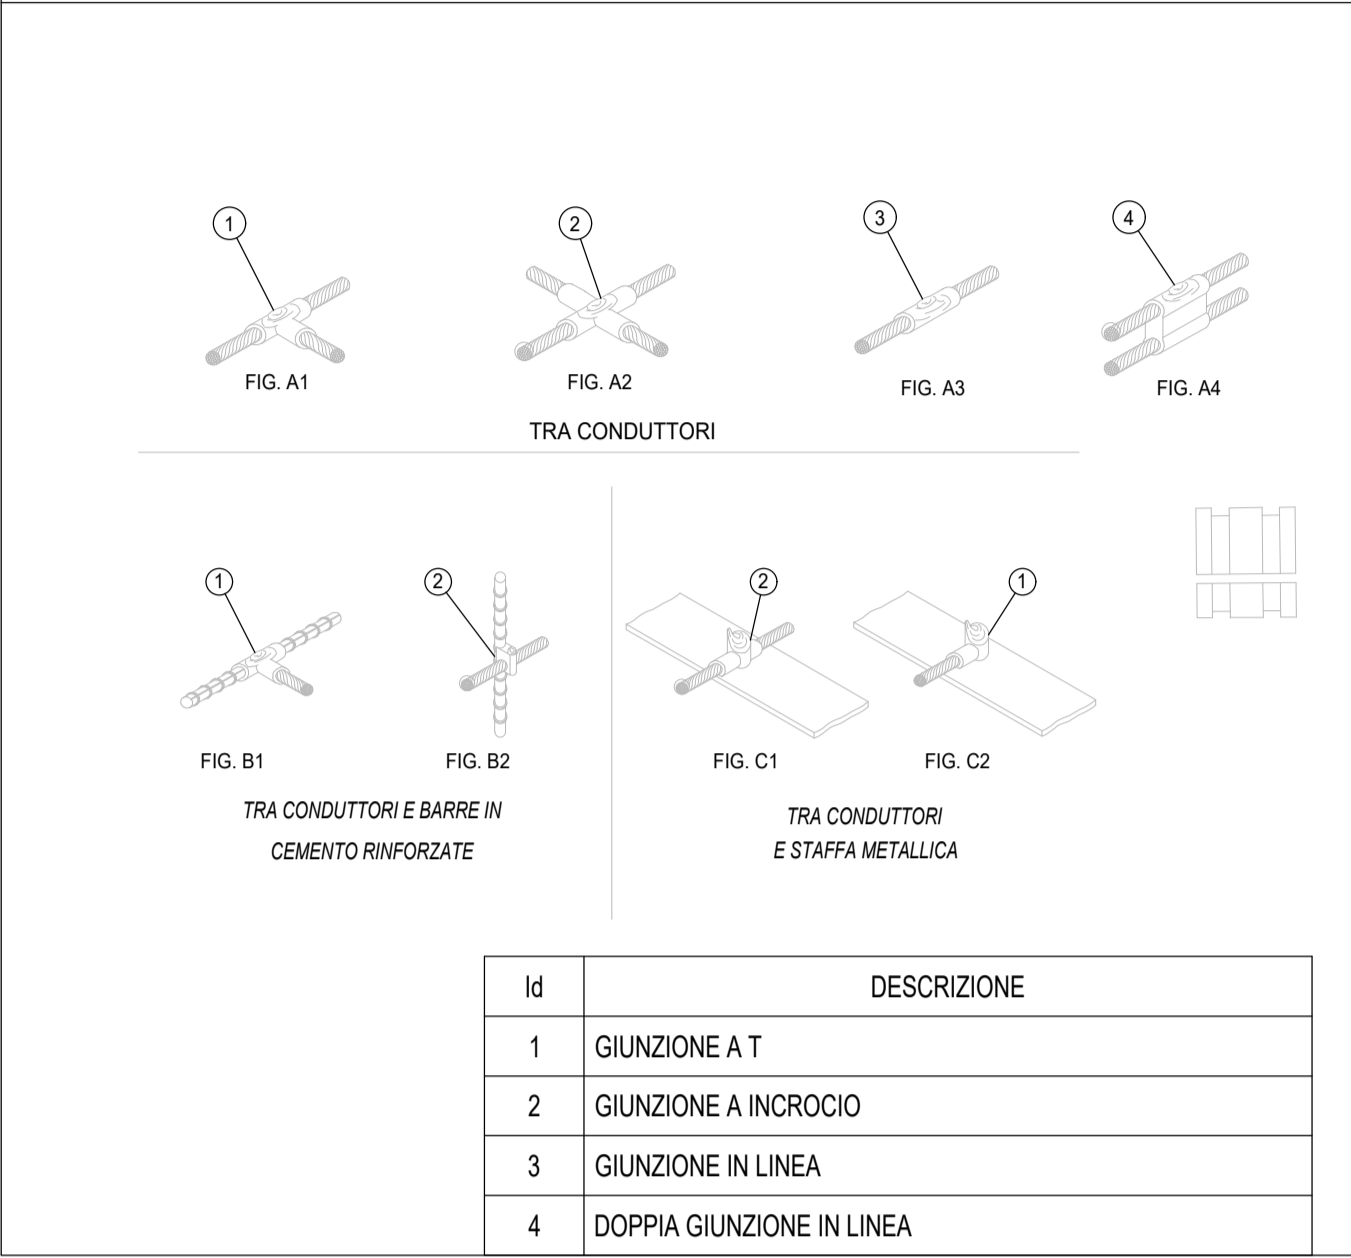 1
2
3
4
FIG. A1
FIG. A2
FIG. A3
FIG. A4
TRA CONDUTTORI
1
2
2
1
FIG. B1
FIG. B2
FIG. C1
FIG. C2
TRA CONDUTTORI E BARRE IN
CEMENTO RINFORZATE
TRA CONDUTTORI
E STAFFA METALLICA
Id DESCRIZIONE
1 GIUNZIONE A T
2 GIUNZIONE A INCROCIO
3 GIUNZIONE IN LINEA
4 DOPPIA GIUNZIONE IN LINEA